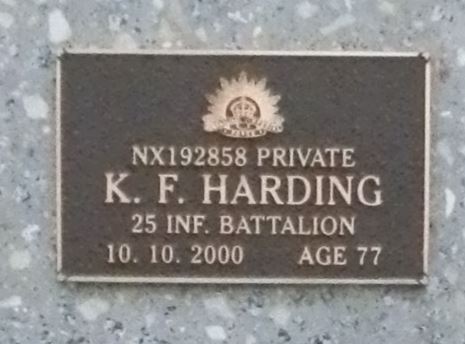 NX192858 PRIVATE
K. F. HARDING
25 INF. BATTALION
10. 10. 2000 AGE 77